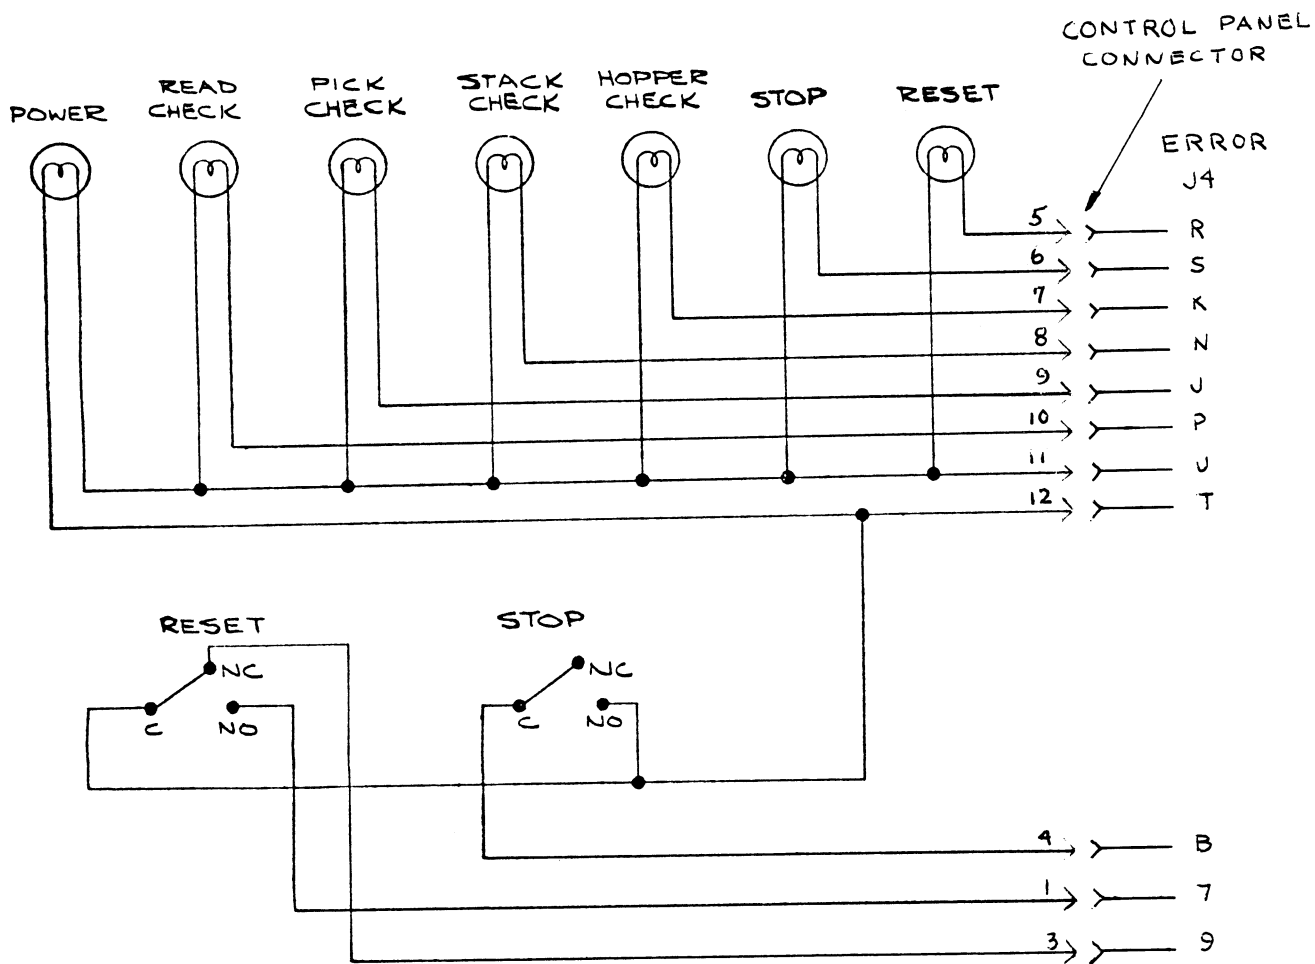 CONTROL PANEL
CONNECTOR
POWER
READ
CHECK
PICK
CHECK
STACK
CHECK
HOPPER
CHECK
STOP
RESET
ERROR
J4
5 R
6 S
7 K
8 N
9 J
10 P
11 U
12 T
RESET
NC
C
NO
STOP
NC
C
NO
4 B
1 7
3 9